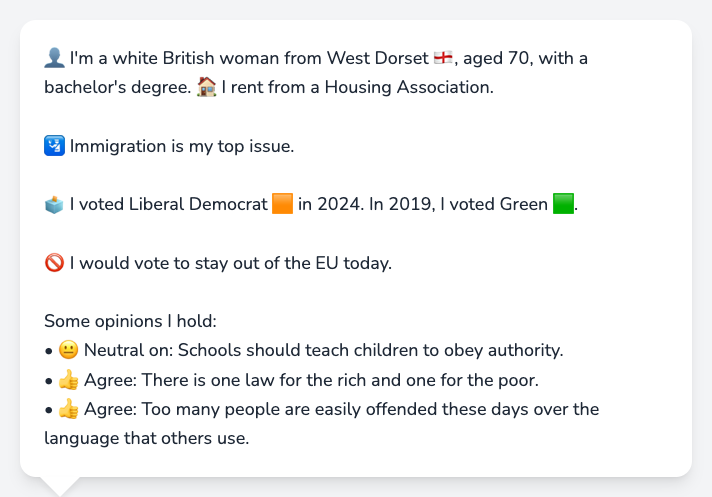 👤 I'm a white British woman from West Dorset 🏴󠁧󠁢󠁥󠁮󠁧󠁿, aged 70, with a
bachelor's degree. 🏠 I rent from a Housing Association.
🛂 Immigration is my top issue.
🗳️ I voted Liberal Democrat 🟧 in 2024. In 2019, I voted Green 🟩.
🚫 I would vote to stay out of the EU today.
Some opinions I hold:
• 😐 Neutral on: Schools should teach children to obey authority.
• 👍 Agree: There is one law for the rich and one for the poor.
• 👍 Agree: Too many people are easily offended these days over the
language that others use.